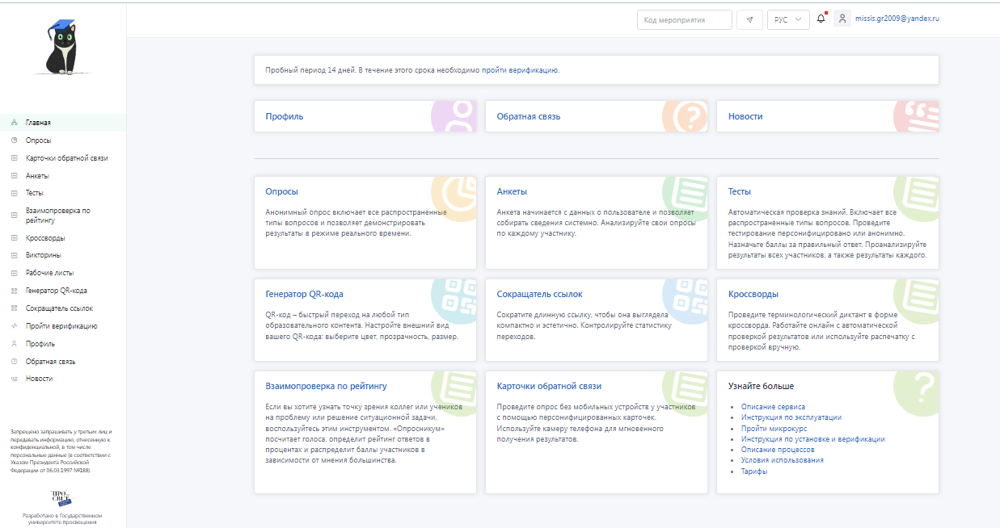 Код мероприятия
РУС
missis.gr2009@yandex.ru
Главная
Опросы
Карточки обратной связи
Анкеты
Тесты
Взаимопроверка по
рейтингу
Кроссворды
Викторины
Рабочие листы
Генератор QR-кода
Сокращатель ссылок
Пройти верификацию
Профиль
Обратная связь
Новости
Запрещено запрашивать у третьих лиц и
передавать информацию, отнесенную к
конфиденциальной, в том числе
персональные данные (в соответствии с
Указом Президента Российской
Федерации от 06.03.1997 №188)
ПРО
СВЕТ
Разработано в Государственном
университете просвещения
Пробный период 14 дней. В течение этого срока необходимо пройти верификацию.
Профиль
Обратная связь
Новости
Опросы
Анонимный опрос включает все распространенные
типы вопросов и позволяет демонстрировать
результаты в режиме реального времени.
Анкеты
Анкета начинается с данных о пользователе и позволяет
собирать сведения системно. Анализируйте свои опросы
по каждому участнику.
Тесты
Автоматическая проверка знаний. Включает все
распространенные типы вопросов. Проведите
тестирование персонифицировано или анонимно.
Назначьте баллы за правильный ответ. Проанализируйте
результаты всех участников, а также результаты каждого.
Генератор QR-кода
QR-код – быстрый переход на любой тип
образовательного контента. Настройте внешний вид
вашего QR-кода: выберите цвет, прозрачность, размер.
Сокращатель ссылок
Сократите длинную ссылку, чтобы она выглядела
компактно и эстетично. Контролируйте статистику
переходов.
Кроссворды
Проведите терминологический диктант в форме
кроссворда. Работайте онлайн с автоматической
проверкой результатов или используйте распечатку с
проверкой вручную.
Взаимопроверка по рейтингу
Если вы хотите узнать точку зрения коллег или учеников
на проблему или решение ситуационной задачи,
воспользуйтесь этим инструментом. «Опросникум»
посчитает голоса, определит рейтинг ответов в
процентах и распределит баллы участников в
зависимости от мнения большинства.
Карточки обратной связи
Проведите опрос без мобильных устройств у участников
с помощью персонифицированных карточек.
Используйте камеру телефона для мгновенного
получения результатов.
Узнайте больше
Описание сервиса
Инструкция по эксплуатации
Пройти микрокурс
Инструкция по установке и верификации
Описание процессов
Условия использования
Тарифы